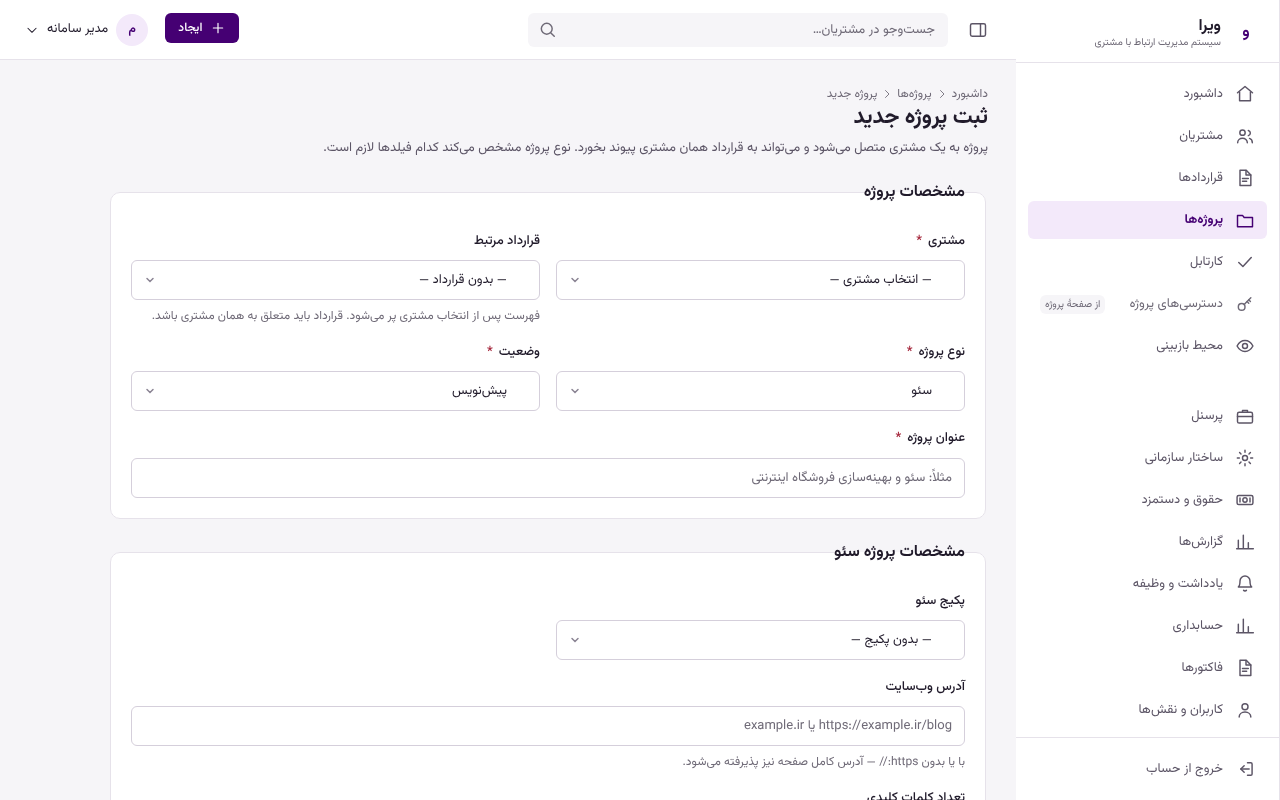 و
ویرا
سیستم مدیریت ارتباط با مشتری
داشبورد
مشتریان
قراردادها
پروژه‌ها
کارتابل
دسترسی‌های پروژه
از صفحهٔ پروژه
محیط بازبینی
پرسنل
ساختار سازمانی
حقوق و دستمزد
گزارش‌ها
یادداشت و وظیفه
حسابداری
فاکتورها
کاربران و نقش‌ها
خروج از حساب
جست‌وجو در مشتریان...
ایجاد
م
مدیر سامانه
داشبورد
پروژه‌ها
پروژه جدید
ثبت پروژه جدید
پروژه به یک مشتری متصل می‌شود و می‌تواند به قرارداد همان مشتری پیوند بخورد. نوع پروژه مشخص می‌کند کدام فیلدها لازم است.
مشخصات پروژه
مشتری *
— انتخاب مشتری —
قرارداد مرتبط
— بدون قرارداد —
فهرست پس از انتخاب مشتری پر می‌شود. قرارداد باید متعلق به همان مشتری باشد.
نوع پروژه *
سئو
وضعیت *
پیش‌نویس
عنوان پروژه *
مثلاً: سئو و بهینه‌سازی فروشگاه اینترنتی
مشخصات پروژه سئو
پکیج سئو
— بدون پکیج —
آدرس وب‌سایت
https://example.ir/blog یا example.ir
با یا بدون https:// — آدرس کامل صفحه نیز پذیرفته می‌شود.
تعداد کلمات کلیدی